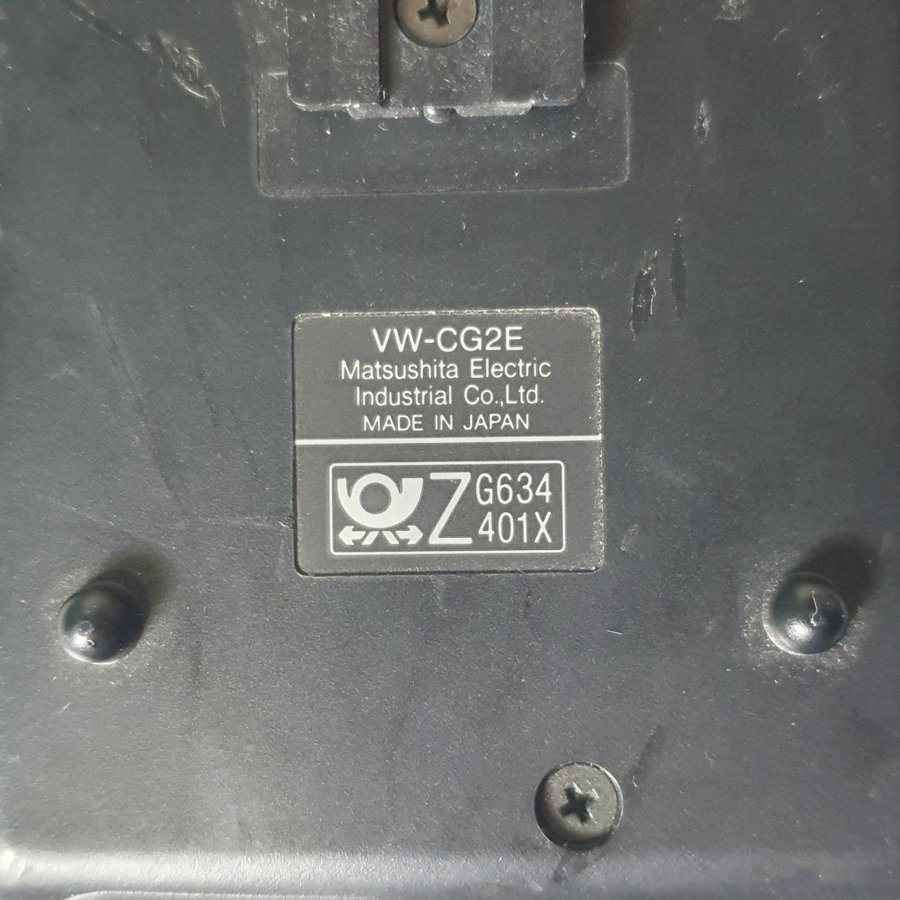 VW-CG2E
Matsushita Electric
Industrial Co.,Ltd.
MADE IN JAPAN
Z G634
401X